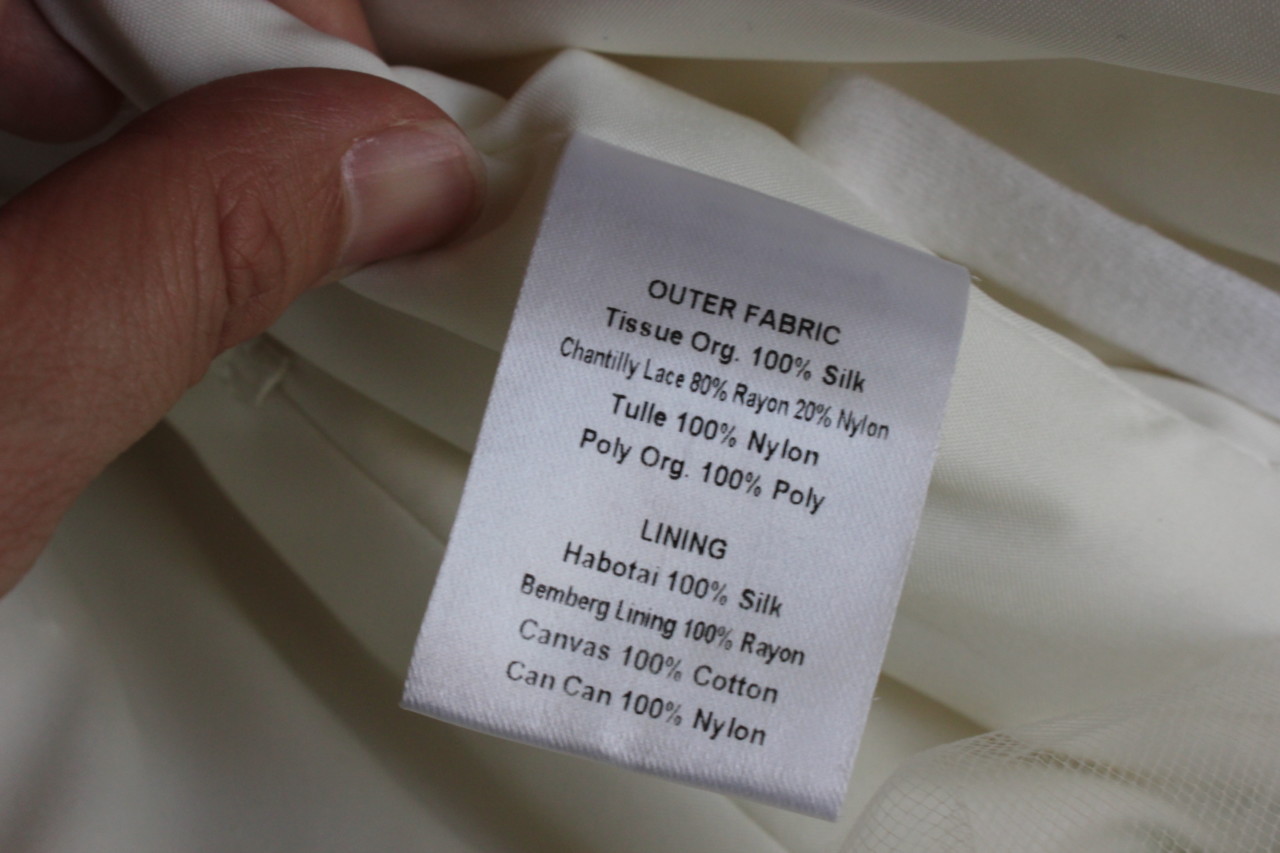 OUTER FABRIC
Tissue Org. 100% Silk
Chantilly Lace 80% Rayon 20% Nylon
Tulle 100% Nylon
Poly Org. 100% Poly
LINING
Habotai 100% Silk
Bemberg Lining 100% Rayon
Canvas 100% Cotton
Can Can 100% Nylon